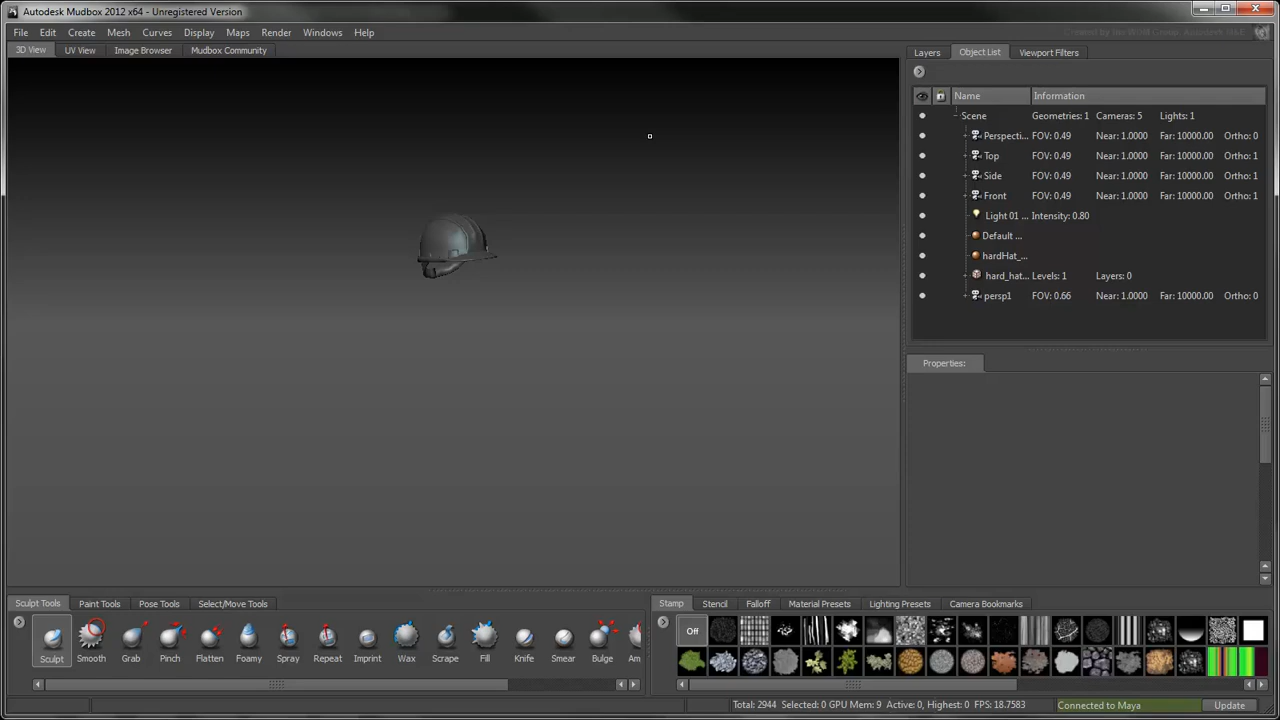 Autodesk Mudbox 2012 x64 - Unregistered Version
File Edit Create Mesh Curves Display Maps Render Windows Help
3D View UV View Image Browser Mudbox Community
Layers Object List Viewport Filters
Name Information
Scene Geometries: 1 Cameras: 5 Lights: 1
Perspecti... FOV: 0.49 Near: 1.0000 Far: 10000.00 Ortho: 0
Top FOV: 0.49 Near: 1.0000 Far: 10000.00 Ortho: 1
Side FOV: 0.49 Near: 1.0000 Far: 10000.00 Ortho: 1
Front FOV: 0.49 Near: 1.0000 Far: 10000.00 Ortho: 1
Light 01 ... Intensity: 0.80
Default ...
hardHat_...
hard_hat... Levels: 1 Layers: 0
persp1 FOV: 0.66 Near: 1.0000 Far: 10000.00 Ortho: 0
Properties:
Sculpt Tools Paint Tools Pose Tools Select/Move Tools
Sculpt Smooth Grab Pinch Flatten Foamy Spray Repeat Imprint Wax Scrape Fill Knife Smear Bulge Am
Stamp Stencil Falloff Material Presets Lighting Presets Camera Bookmarks
Off
Total: 2944 Selected: 0 GPU Mem: 9 Active: 0, Highest: 0 FPS: 18.7583
Connected to Maya Update